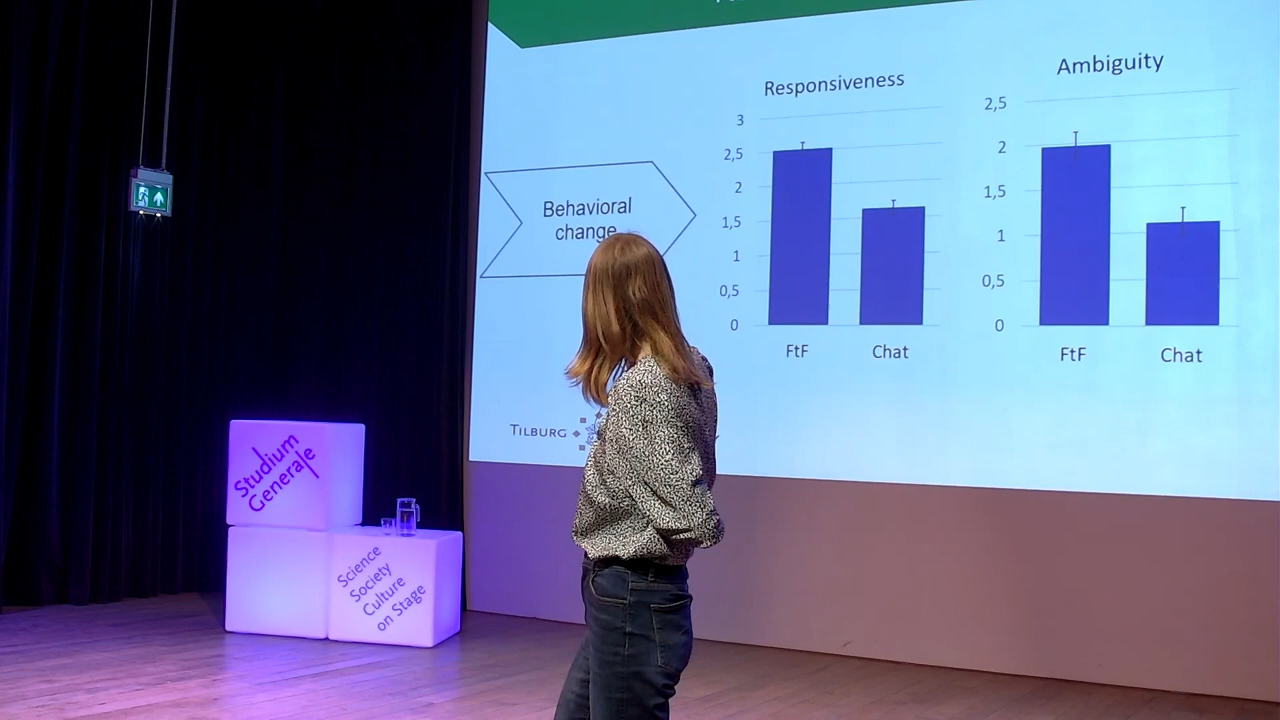 Behavioral
change
Responsiveness
3
2,5
2
1,5
1
0,5
0
FtF
Chat
Ambiguity
2,5
2
1,5
1
0,5
0
FtF
Chat
TILBURG
Studium
Generale
Science
Society
Culture
on Stage